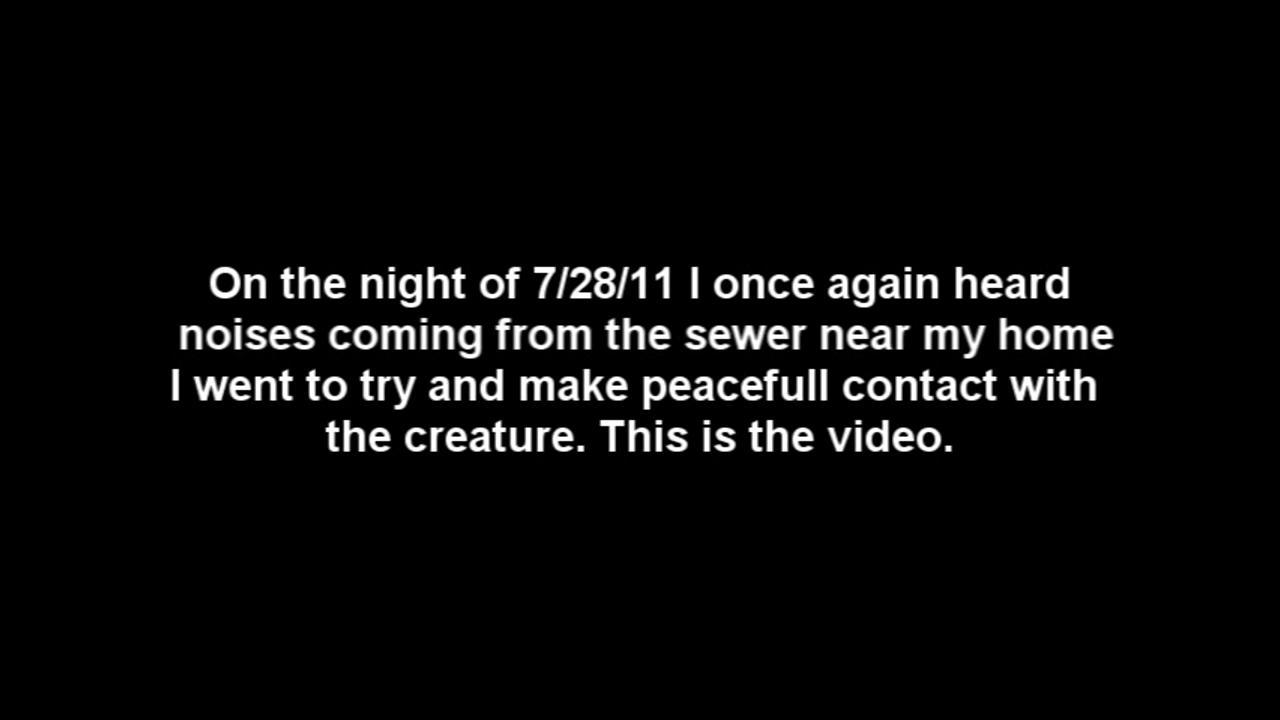 On the night of 7/28/11 I once again heard
noises coming from the sewer near my home
I went to try and make peacefull contact with
the creature. This is the video.